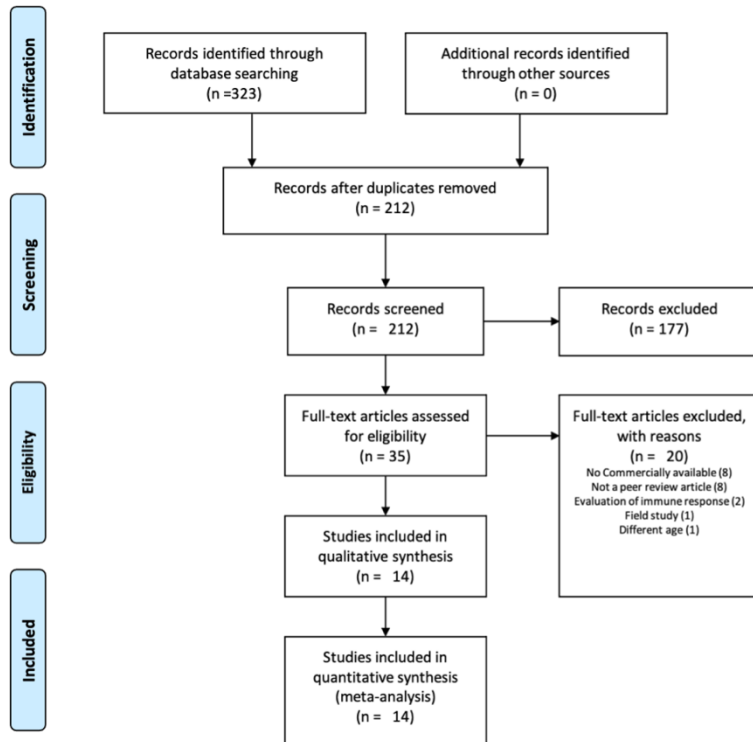 Identification
Records identified through
database searching
(n =323)
Additional records identified
through other sources
(n = 0)
Records after duplicates removed
(n = 212)
Screening
Records screened
(n = 212)
Records excluded
(n = 177)
Eligibility
Full-text articles assessed
for eligibility
(n = 35)
Full-text articles excluded,
with reasons
(n = 20)
No Commercially available (8)
Not a peer review article (8)
Evaluation of immune response (2)
Field study (1)
Different age (1)
Studies included in
qualitative synthesis
(n = 14)
Included
Studies included in
quantitative synthesis
(meta-analysis)
(n = 14)